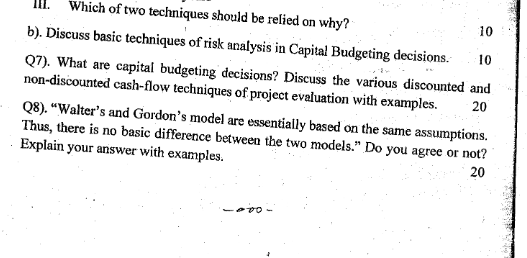 III. Which of two techniques should be relied on why?
10
b). Discuss basic techniques of risk analysis in Capital Budgeting decisions. 10
Q7). What are capital budgeting decisions? Discuss the various discounted and
non-discounted cash-flow techniques of project evaluation with examples. 20
Q8). “Walter’s and Gordon’s model are essentially based on the same assumptions.
Thus, there is no basic difference between the two models.” Do you agree or not?
Explain your answer with examples.
20